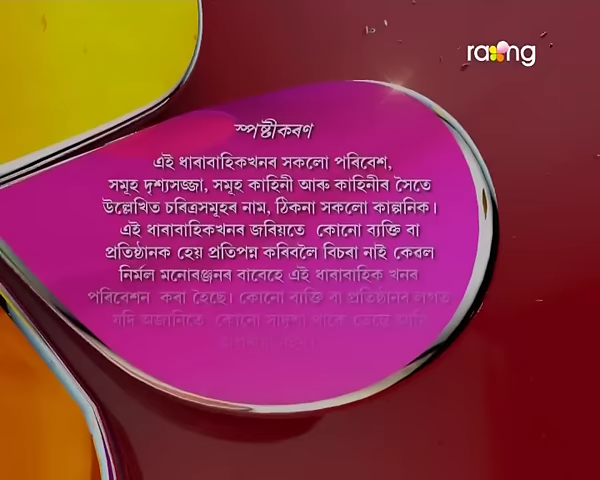 rang
স্পষ্টীকৰণ
এই ধাৰাবাহিকখনৰ সকলো পৰিবেশ,
সমূহ দৃশ্যসজ্জা, সমূহ কাহিনী আৰু কাহিনীৰ সৈতে
উল্লেখিত চৰিত্ৰসমূহৰ নাম, ঠিকনা সকলো কাল্পনিক।
এই ধাৰাবাহিকখনৰ জৰিয়তে কোনো ব্যক্তি বা
প্ৰতিষ্ঠানক হেয় প্ৰতিপন্ন কৰিবলৈ বিচৰা নাই কেৱল
নিৰ্মল মনোৰঞ্জনৰ বাবেহে এই ধাৰাবাহিক খনৰ
পৰিবেশন কৰা হৈছে। কোনো ব্যক্তি বা প্ৰতিষ্ঠানৰ লগত
যদি অজানিতে কোনো সাদৃশ্য থাকে তেন্তে